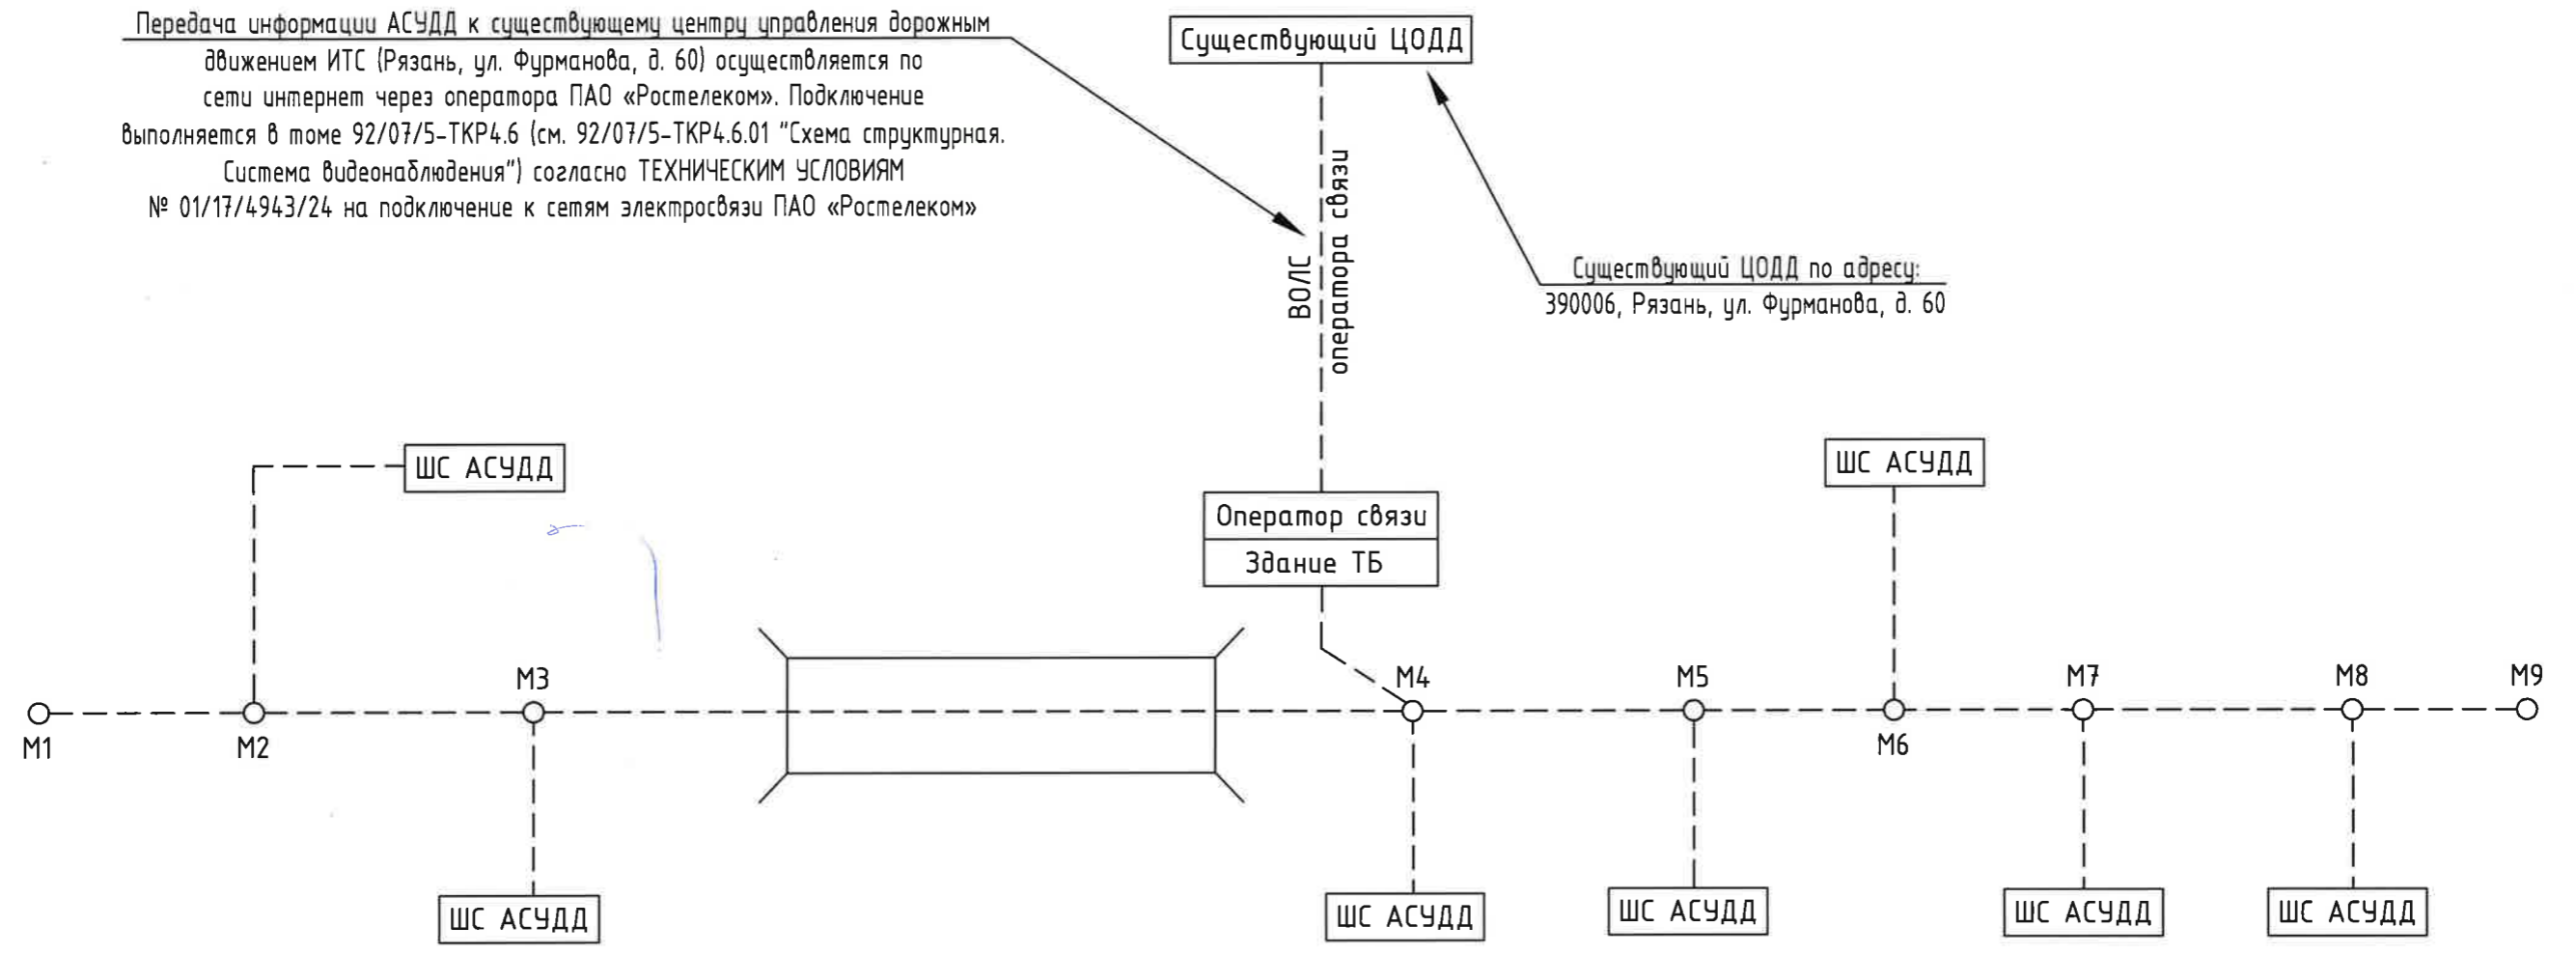 Передача информации АСУДД к существующему центру управления дорожным
движением ИТС (Рязань, ул. Фурманова, д. 60) осуществляется по
сети интернет через оператора ПАО «Ростелеком». Подключение
выполняется в томе 92/07/5-ТКР4.6 (см. 92/07/5-ТКР4.6.01 "Схема структурная.
Система видеонаблюдения") согласно ТЕХНИЧЕСКИМ УСЛОВИЯМ
№ 01/17/4943/24 на подключение к сетям электросвязи ПАО «Ростелеком»
Существующий ЦОДД
ВОЛС
оператора связи
Существующий ЦОДД по адресу:
390006, Рязань, ул. Фурманова, д. 60
ШС АСУДД
ШС АСУДД
Оператор связи
Здание ТБ
М1
М2
М3
М4
М5
М6
М7
М8
М9
ШС АСУДД
ШС АСУДД
ШС АСУДД
ШС АСУДД
ШС АСУДД